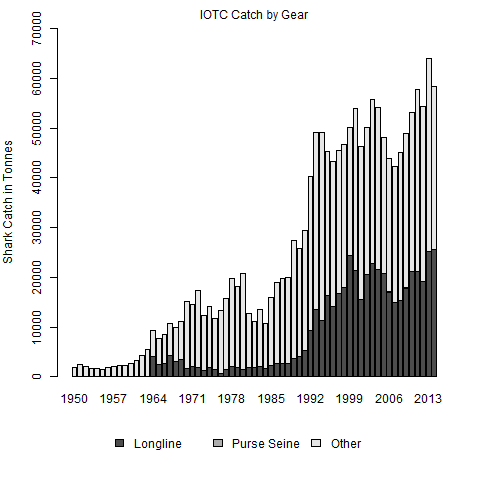 IOTC Catch by Gear
Shark Catch in Tonnes
70000
60000
50000
40000
30000
20000
10000
0
1950 1957 1964 1971 1978 1985 1992 1999 2006 2013
Longline Purse Seine Other